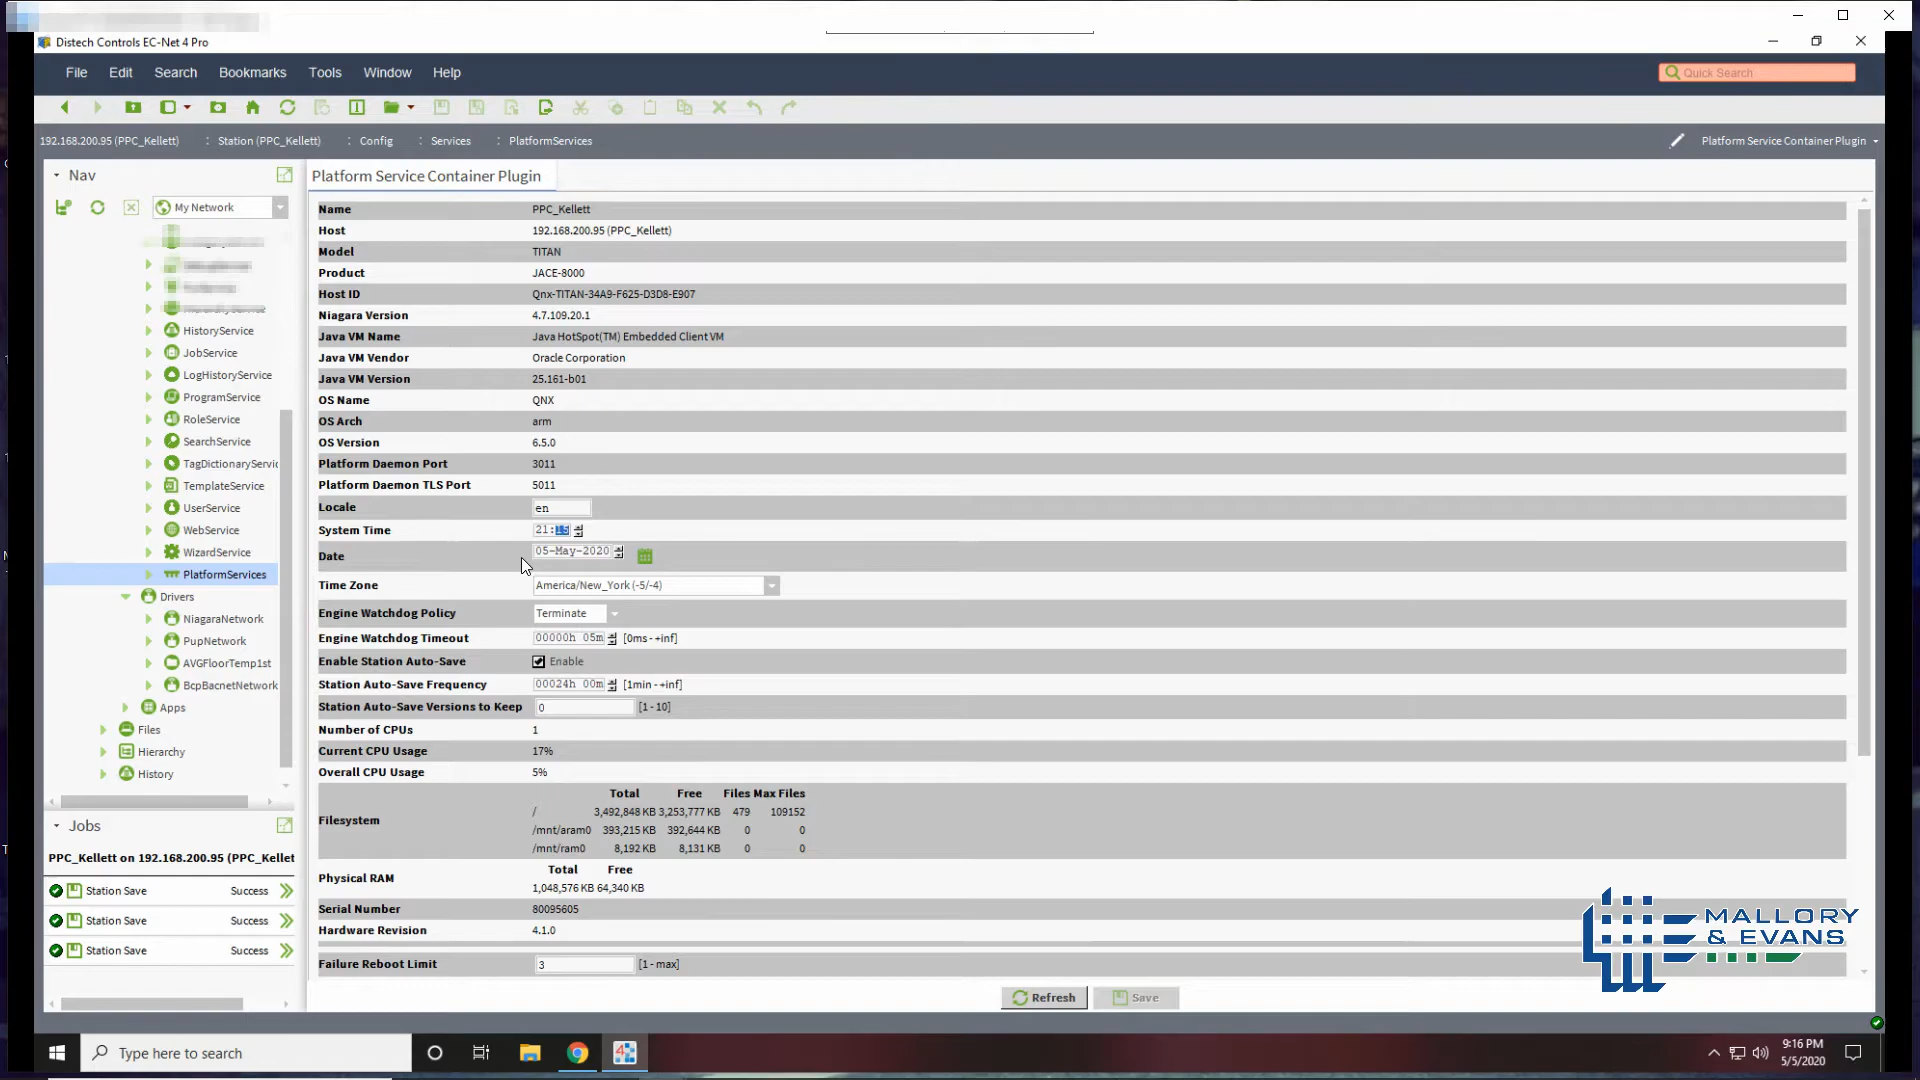 Distech Controls EC-Net 4 Pro
File Edit Search Bookmarks Tools Window Help
Quick Search
192.168.200.95 (PPC_Kellett) : Station (PPC_Kellett) : Config : Services : PlatformServices
Platform Service Container Plugin
Nav
My Network
HistoryService
JobService
LogHistoryService
ProgramService
RoleService
SearchService
TagDictionaryServic
TemplateService
UserService
WebService
WizardService
PlatformServices
Drivers
NiagaraNetwork
PupNetwork
AVGFloorTemp1st
BcpBacnetNetwork
Apps
Files
Hierarchy
History
Jobs
PPC_Kellett on 192.168.200.95 (PPC_Kellet
Station Save Success
Station Save Success
Station Save Success
Platform Service Container Plugin
Name PPC_Kellett
Host 192.168.200.95 (PPC_Kellett)
Model TITAN
Product JACE-8000
Host ID Qnx-TITAN-34A9-F625-D3D8-E907
Niagara Version 4.7.109.20.1
Java VM Name Java HotSpot(TM) Embedded Client VM
Java VM Vendor Oracle Corporation
Java VM Version 25.161-b01
OS Name QNX
OS Arch arm
OS Version 6.5.0
Platform Daemon Port 3011
Platform Daemon TLS Port 5011
Locale en
System Time 21:15
Date 05-May-2020
Time Zone America/New_York (-5/-4)
Engine Watchdog Policy Terminate
Engine Watchdog Timeout 00000h 05m [0ms - +inf]
Enable Station Auto-Save Enable
Station Auto-Save Frequency 00024h 00m [1min - +inf]
Station Auto-Save Versions to Keep 0 [1 - 10]
Number of CPUs 1
Current CPU Usage 17%
Overall CPU Usage 5%
Total Free Files Max Files
Filesystem
/ 3,492,848 KB 3,253,777 KB 479 109152
/mnt/aram0 393,215 KB 392,644 KB 0 0
/mnt/ram0 8,192 KB 8,131 KB 0 0
Total Free
Physical RAM
1,048,576 KB 64,340 KB
Serial Number 80095605
Hardware Revision 4.1.0
Failure Reboot Limit 3 [1 - max]
Refresh Save
MALLORY
& EVANS
Type here to search
9:16 PM
5/5/2020